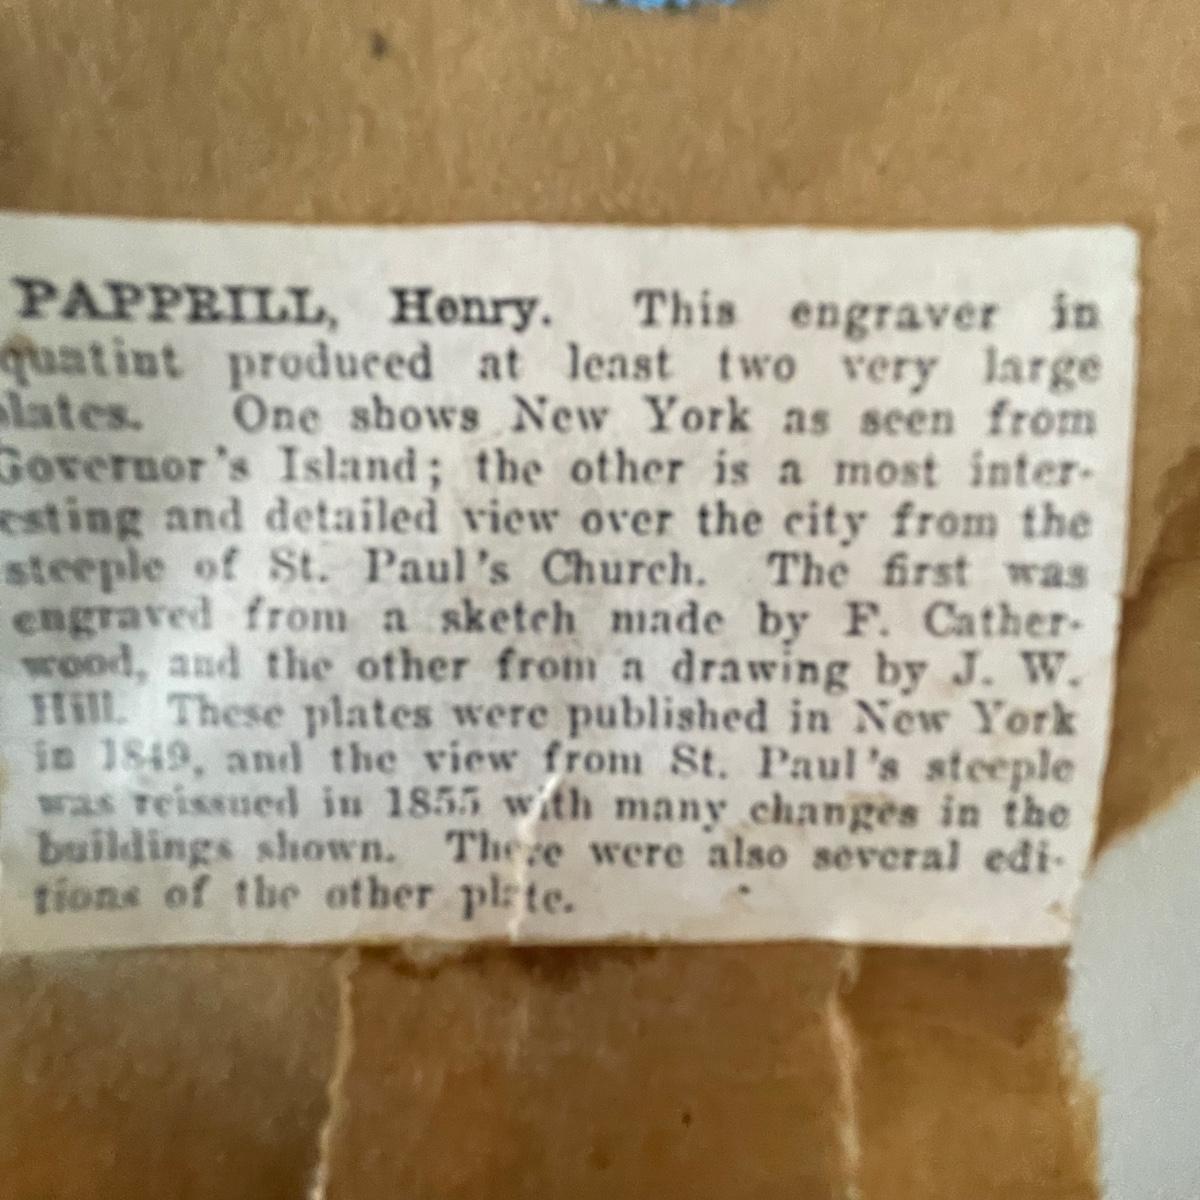 PAPPRILL, Henry. This engraver in
quatint produced at least two very large
lates. One shows New York as seen from
Governor's Island; the other is a most inter-
esting and detailed view over the city from the
steeple of St. Paul's Church. The first was
engraved from a sketch made by F. Cather-
wood, and the other from a drawing by J. W.
Hill. These plates were published in New York
in 1849, and the view from St. Paul's steeple
was reissued in 1855 with many changes in the
buildings shown. There were also several edi-
tions of the other plate.